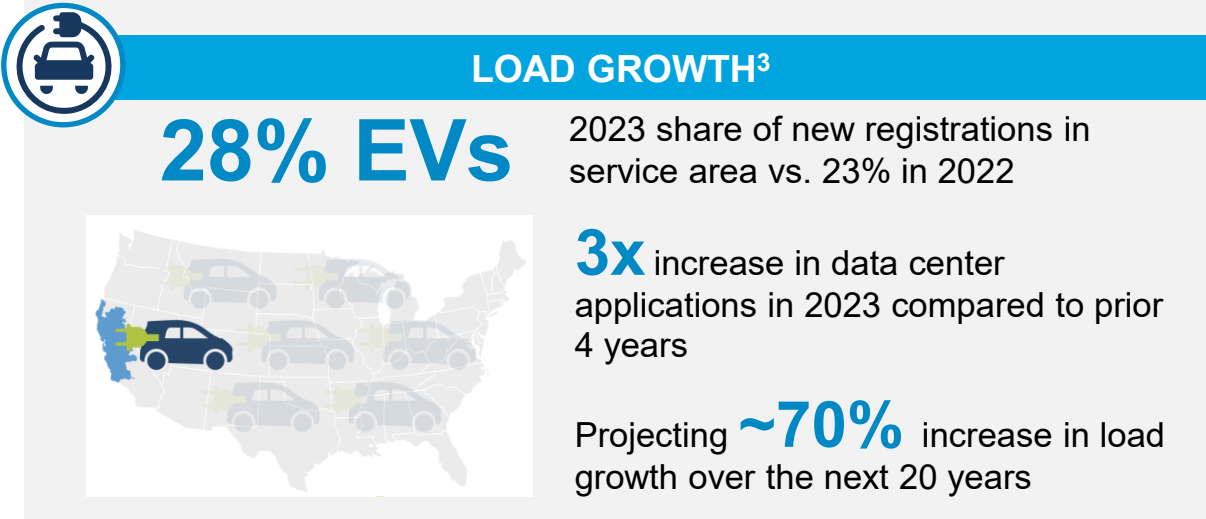 LOAD GROWTH³
28% EVs
2023 share of new registrations in
service area vs. 23% in 2022
3x increase in data center
applications in 2023 compared to prior
4 years
Projecting ~70% increase in load
growth over the next 20 years